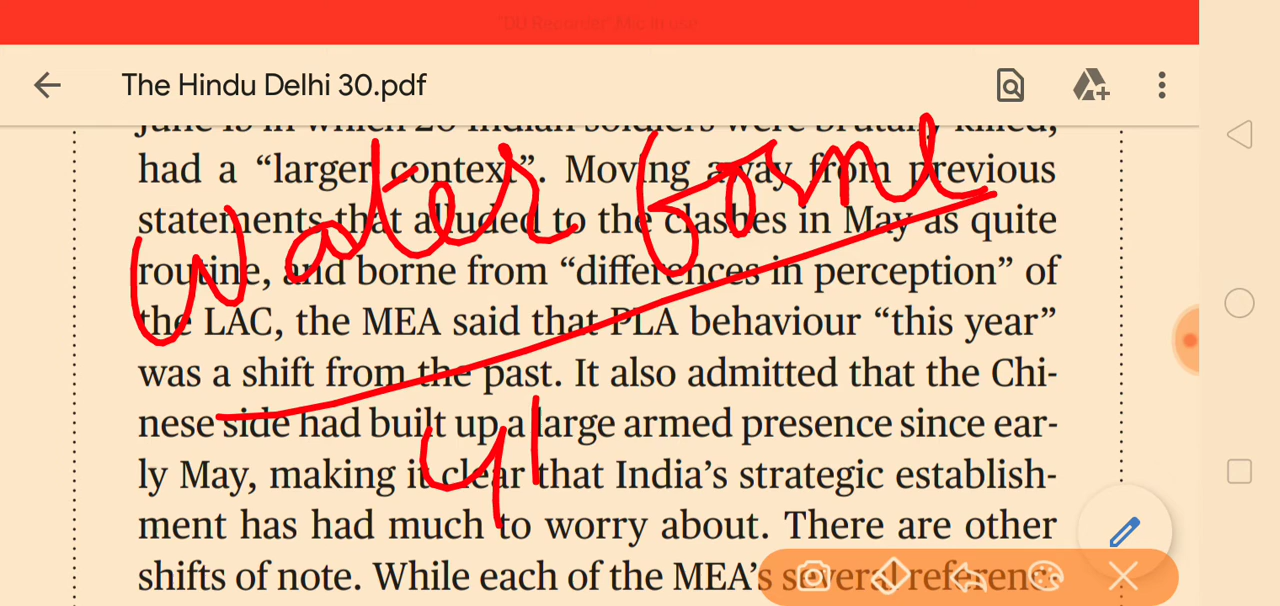 "DU Recorder" Mic in use
The Hindu Delhi 30.pdf
had a “larger context”. Moving away from previous
statements that alluded to the clashes in May as quite
routine, and borne from “differences in perception” of
the LAC, the MEA said that PLA behaviour “this year”
was a shift from the past. It also admitted that the Chi-
nese side had built up a large armed presence since ear-
ly May, making it clear that India’s strategic establish-
ment has had much to worry about. There are other
shifts of note. While each of the MEA’s several referenc-
water borne